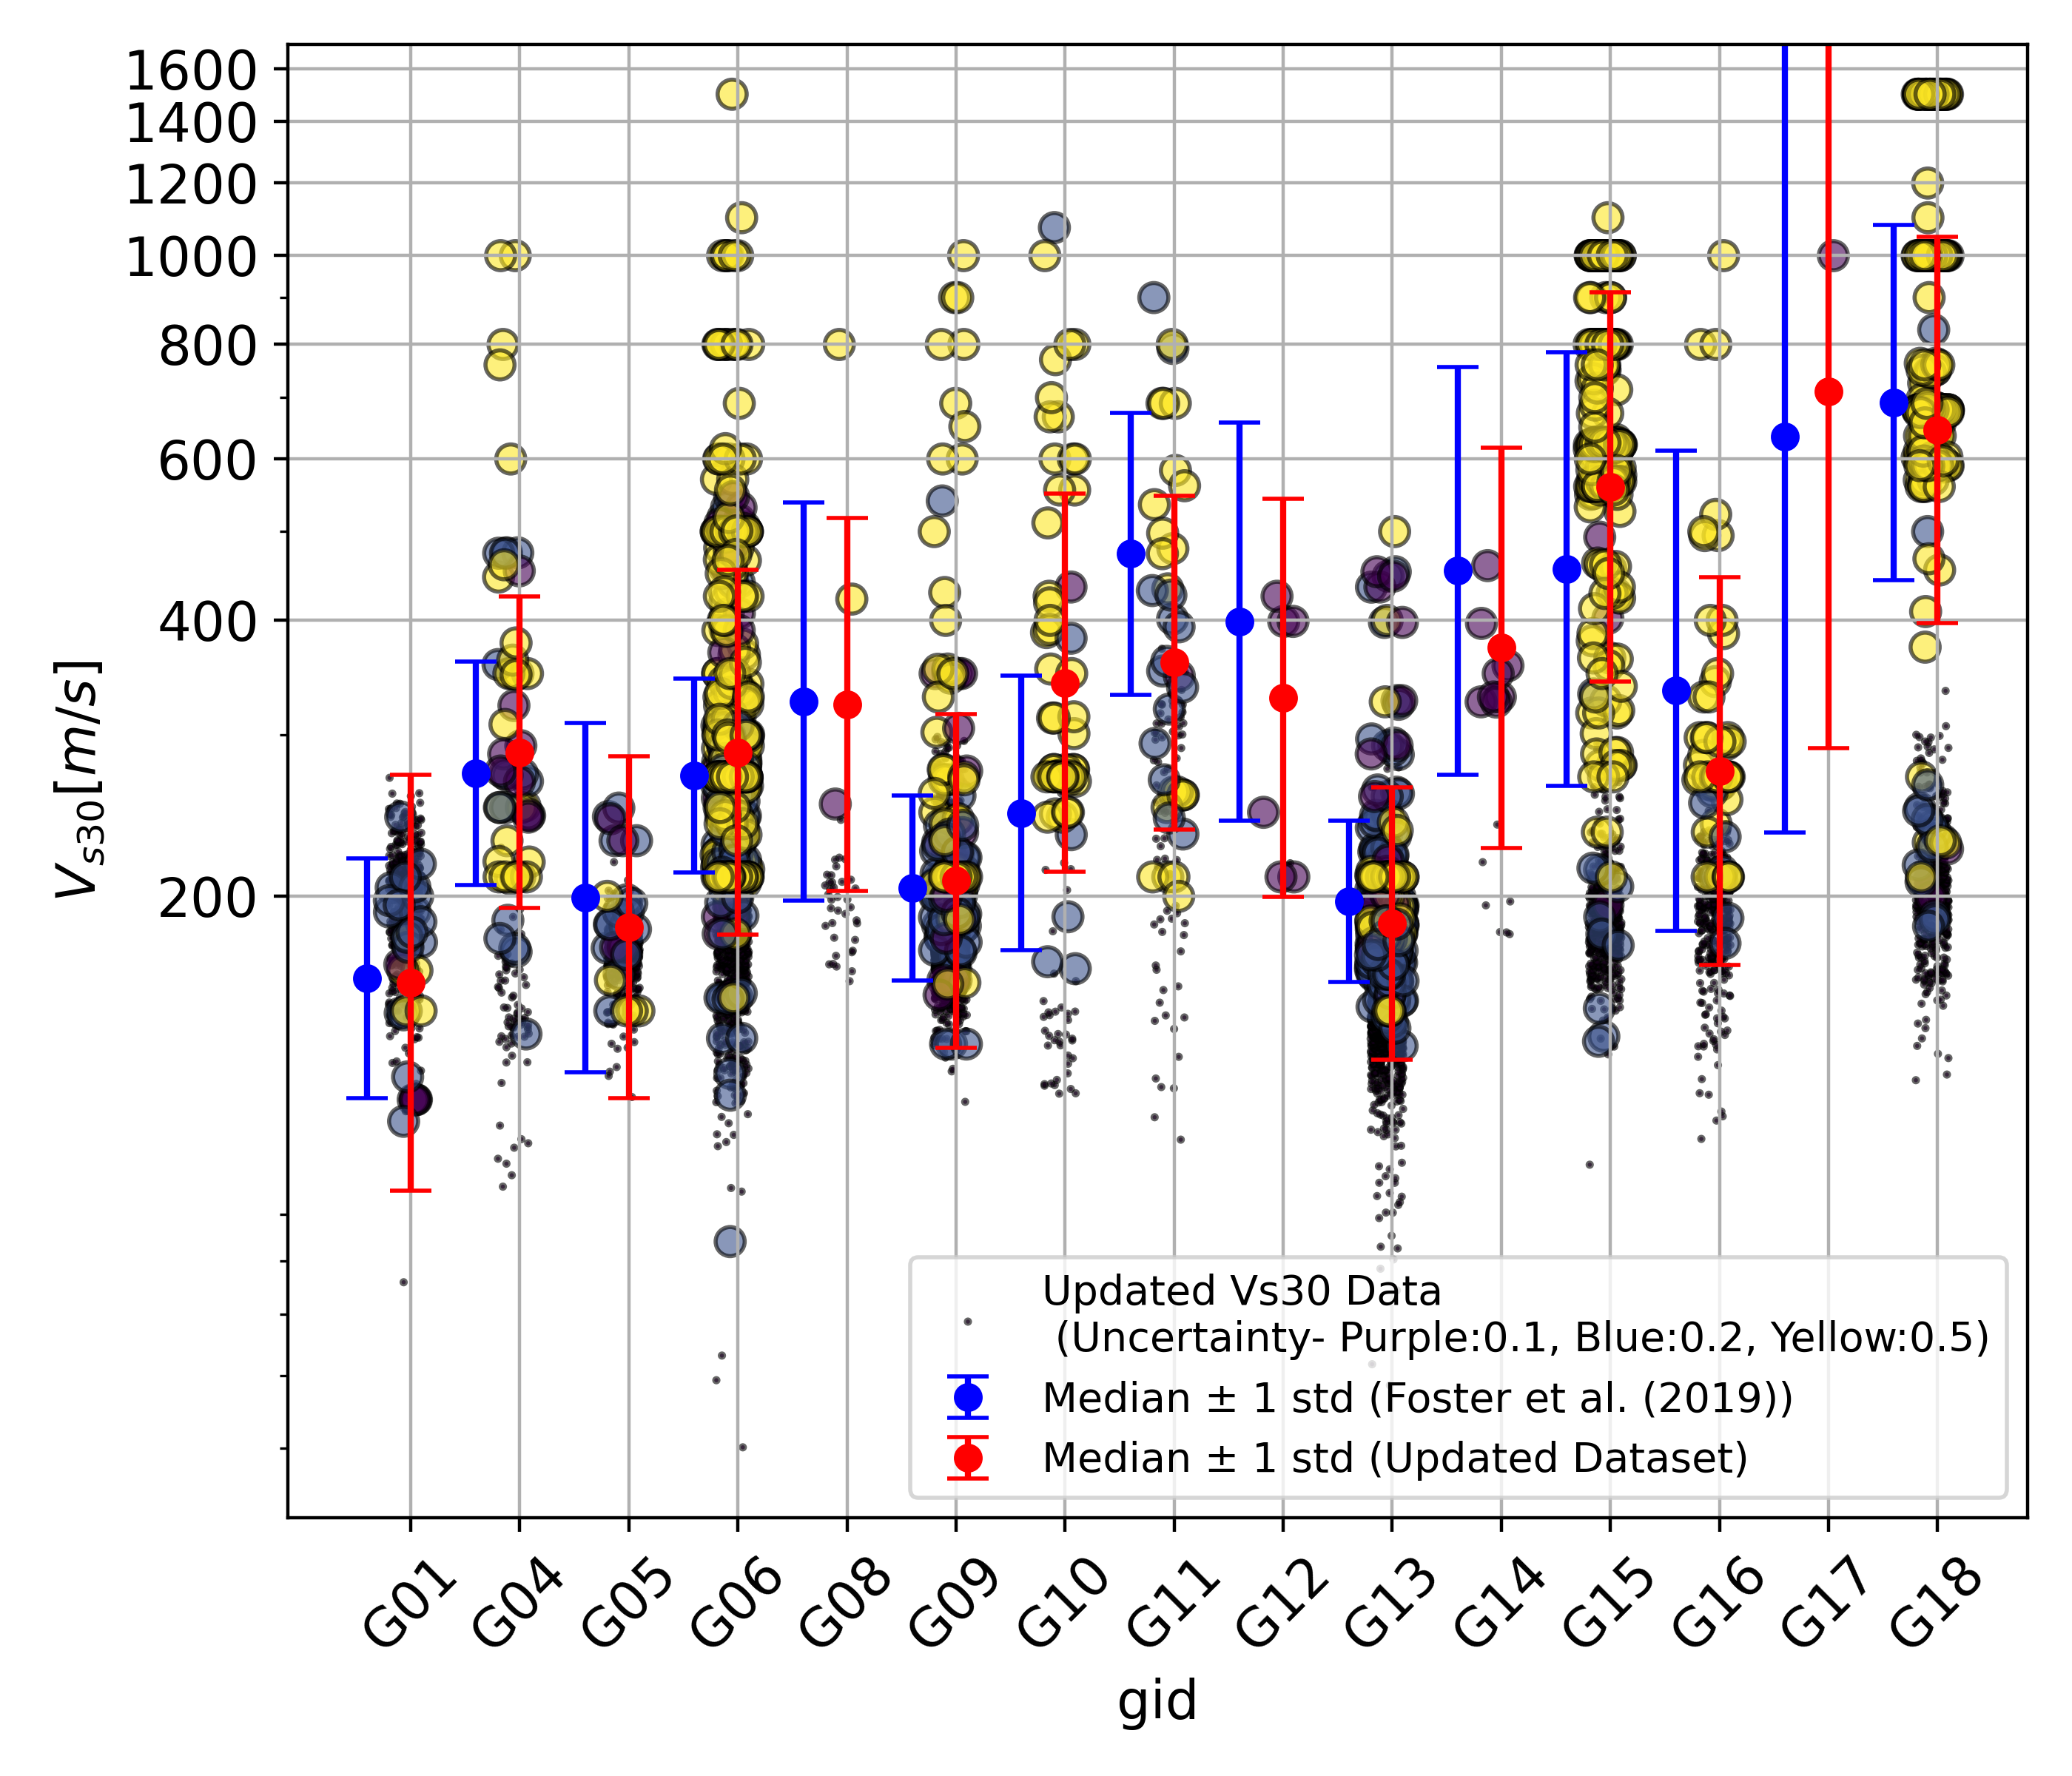 1600
1400
1200
1000
800
600
400
200
V_{s30}[m/s]
Updated Vs30 Data
(Uncertainty- Purple:0.1, Blue:0.2, Yellow:0.5)
Median ± 1 std (Foster et al. (2019))
Median ± 1 std (Updated Dataset)
G01 G04 G05 G06 G08 G09 G10 G11 G12 G13 G14 G15 G16 G17 G18
gid